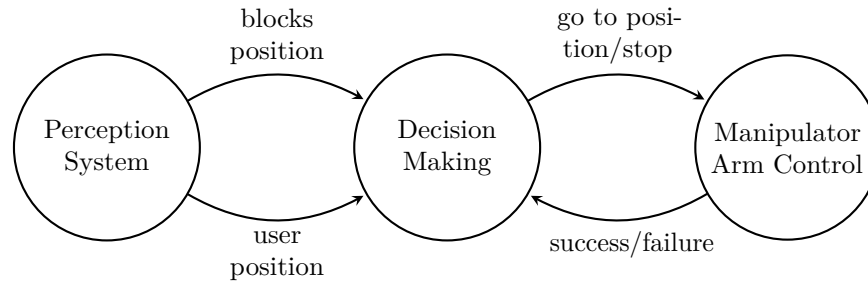 blocks
position
go to posi-
tion/stop
Perception
System
Decision
Making
Manipulator
Arm Control
user
position
success/failure